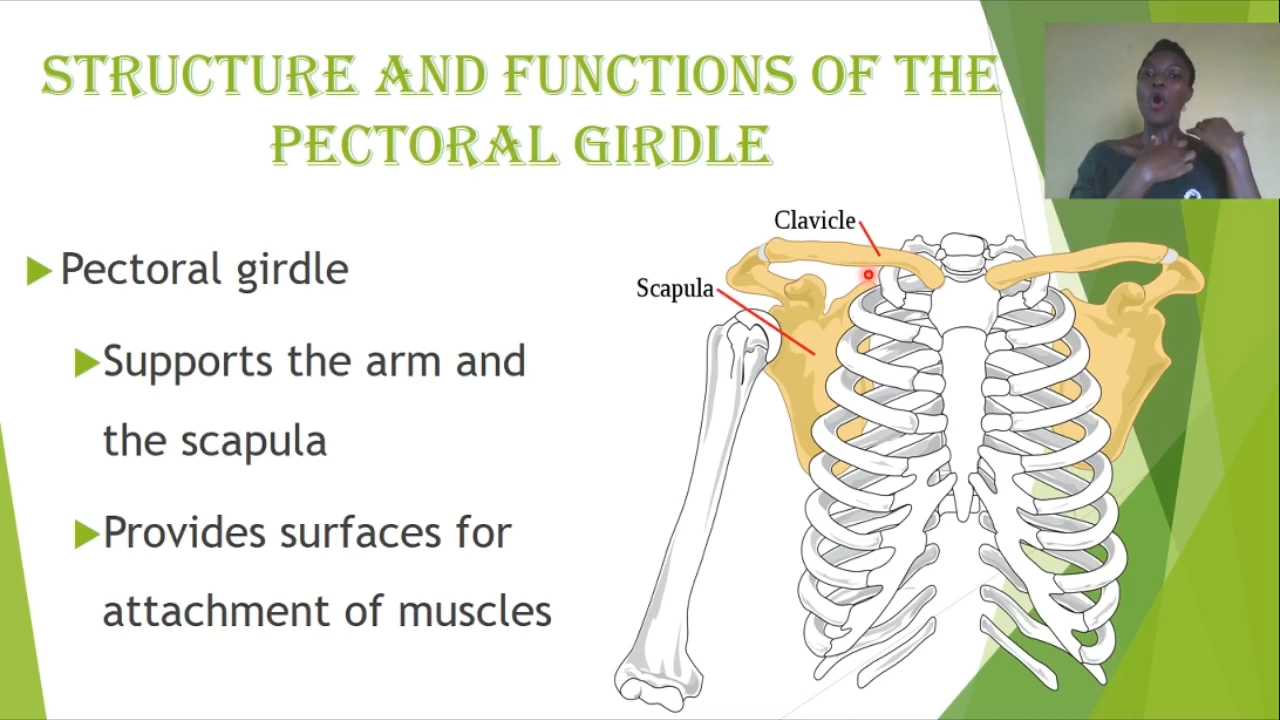 STRUCTURE AND FUNCTIONS OF THE
PECTORAL GIRDLE
Pectoral girdle
Supports the arm and
the scapula
Provides surfaces for
attachment of muscles
Clavicle
Scapula